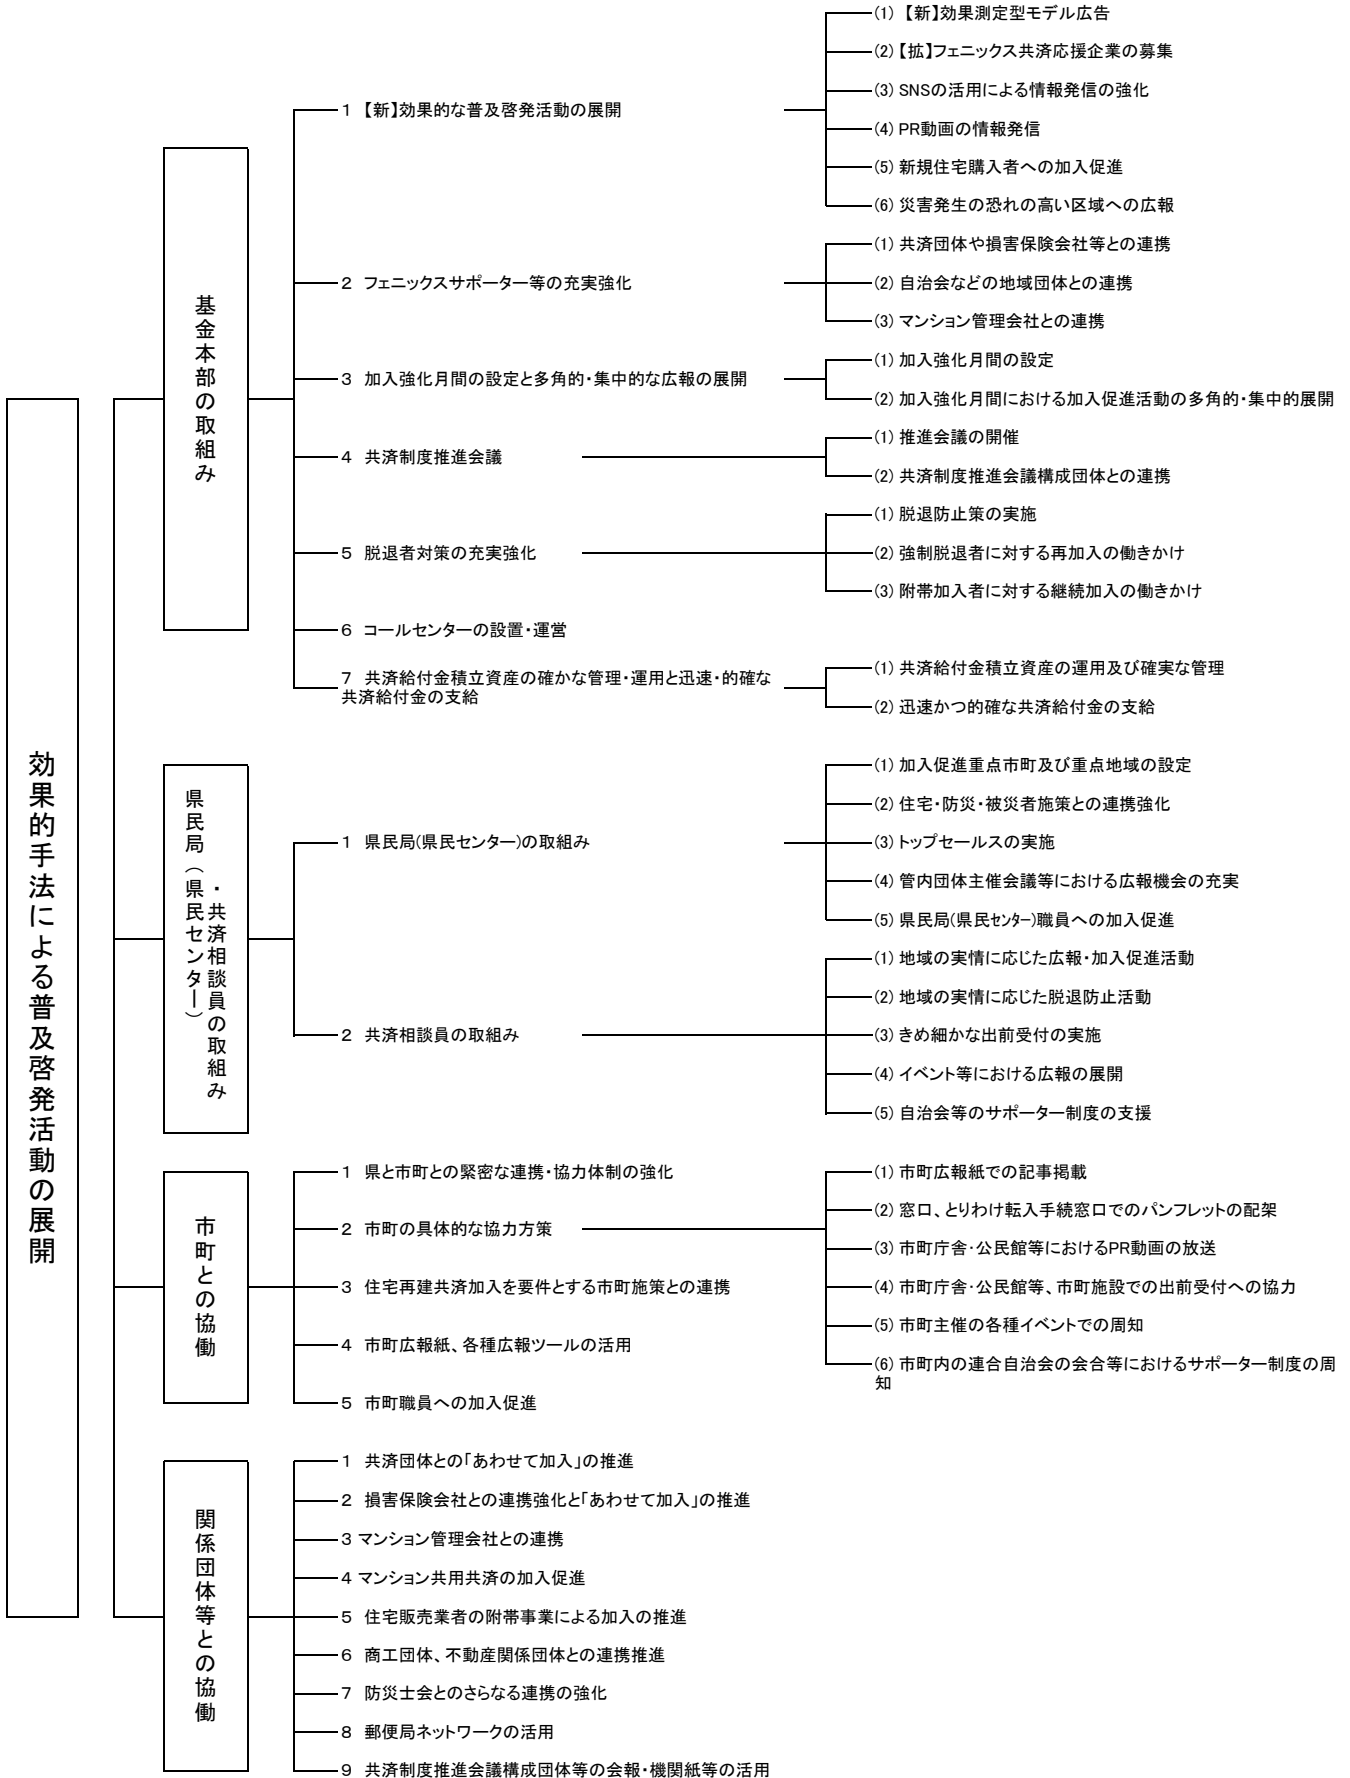 効果的手法による普及啓発活動の展開
基金本部の取組み
1 【新】効果的な普及啓発活動の展開
(1) 【新】効果測定型モデル広告
(2)【拡】フェニックス共済応援企業の募集
(3) SNSの活用による情報発信の強化
(4) PR動画の情報発信
(5) 新規住宅購入者への加入促進
(6) 災害発生の恐れの高い区域への広報
2 フェニックスサポーター等の充実強化
(1) 共済団体や損害保険会社等との連携
(2) 自治会などの地域団体との連携
(3) マンション管理会社との連携
3 加入強化月間の設定と多角的・集中的な広報の展開
(1) 加入強化月間の設定
(2) 加入強化月間における加入促進活動の多角的・集中的展開
4 共済制度推進会議
(1) 推進会議の開催
(2) 共済制度推進会議構成団体との連携
5 脱退者対策の充実強化
(1) 脱退防止策の実施
(2) 強制脱退者に対する再加入の働きかけ
(3) 附帯加入者に対する継続加入の働きかけ
6 コールセンターの設置・運営
7 共済給付金積立資産の確かな管理・運用と迅速・的確な
共済給付金の支給
(1) 共済給付金積立資産の運用及び確実な管理
(2) 迅速かつ的確な共済給付金の支給
県民局（県民センター）
・共済相談員の取組み
1 県民局(県民センター)の取組み
(1) 加入促進重点市町及び重点地域の設定
(2) 住宅・防災・被災者施策との連携強化
(3)トップセールスの実施
(4) 管内団体主催会議等における広報機会の充実
(5) 県民局(県民センター)職員への加入促進
2 共済相談員の取組み
(1) 地域の実情に応じた広報・加入促進活動
(2) 地域の実情に応じた脱退防止活動
(3)きめ細かな出前受付の実施
(4)イベント等における広報の展開
(5) 自治会等のサポーター制度の支援
市町との協働
1 県と市町との緊密な連携・協力体制の強化
2 市町の具体的な協力方策
(1) 市町広報紙での記事掲載
(2) 窓口、とりわけ転入手続窓口でのパンフレットの配架
(3) 市町庁舎・公民館等におけるPR動画の放送
(4) 市町庁舎・公民館等、市町施設での出前受付への協力
(5) 市町主催の各種イベントでの周知
(6) 市町内の連合自治会の会合等におけるサポーター制度の周
知
3 住宅再建共済加入を要件とする市町施策との連携
4 市町広報紙、各種広報ツールの活用
5 市町職員への加入促進
関係団体等との協働
1 共済団体との「あわせて加入」の推進
2 損害保険会社との連携強化と「あわせて加入」の推進
3 マンション管理会社との連携
4 マンション共用共済の加入促進
5 住宅販売業者の附帯事業による加入の推進
6 商工団体、不動産関係団体との連携推進
7 防災士会とのさらなる連携の強化
8 郵便局ネットワークの活用
9 共済制度推進会議構成団体等の会報・機関紙等の活用